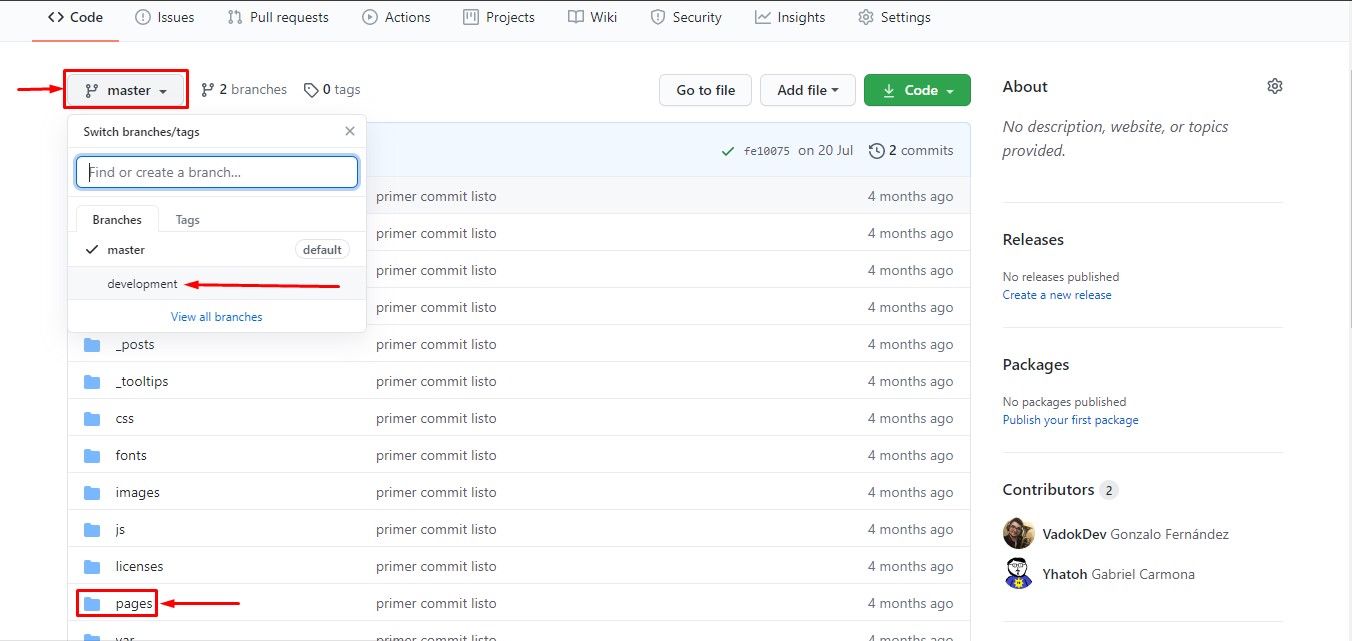 Code Issues Pull requests Actions Projects Wiki Security Insights Settings
master 2 branches 0 tags Go to file Add file Code
Switch branches/tags
Find or create a branch...
Branches Tags
master default
development
View all branches
fe10075 on 20 Jul 2 commits
primer commit listo 4 months ago
primer commit listo 4 months ago
primer commit listo 4 months ago
primer commit listo 4 months ago
_posts primer commit listo 4 months ago
_tooltips primer commit listo 4 months ago
css primer commit listo 4 months ago
fonts primer commit listo 4 months ago
images primer commit listo 4 months ago
js primer commit listo 4 months ago
licenses primer commit listo 4 months ago
pages primer commit listo 4 months ago
var primer commit listo 4 months ago
About
No description, website, or topics
provided.
Releases
No releases published
Create a new release
Packages
No packages published
Publish your first package
Contributors 2
VadokDev Gonzalo Fernández
Yhatoh Gabriel Carmona